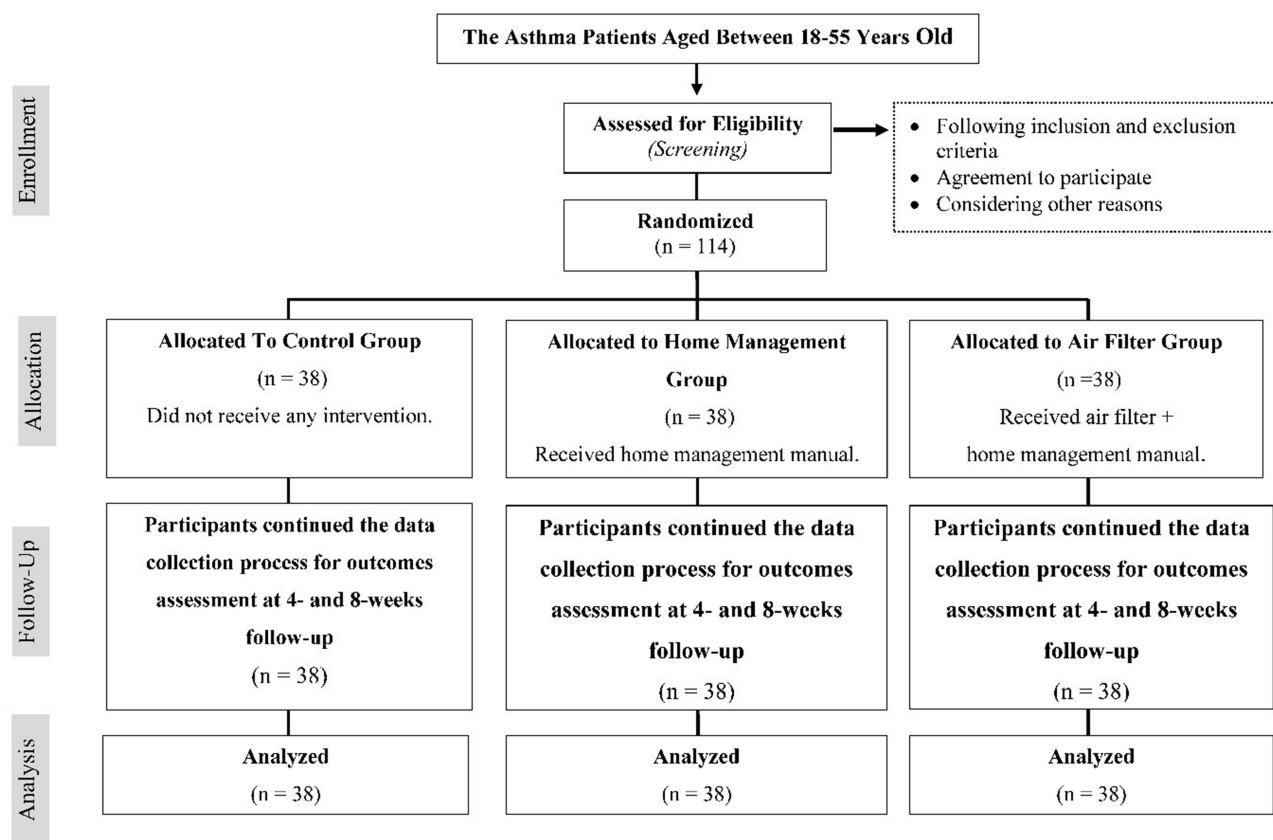 The Asthma Patients Aged Between 18-55 Years Old
Enrollment
Assessed for Eligibility
(Screening)
• Following inclusion and exclusion
criteria
• Agreement to participate
• Considering other reasons
Randomized
(n = 114)
Allocation
Allocated To Control Group
(n = 38)
Did not receive any intervention.
Allocated to Home Management
Group
(n = 38)
Received home management manual.
Allocated to Air Filter Group
(n =38)
Received air filter +
home management manual.
Follow-Up
Participants continued the data
collection process for outcomes
assessment at 4- and 8-weeks
follow-up
(n = 38)
Participants continued the data
collection process for outcomes
assessment at 4- and 8-weeks
follow-up
(n = 38)
Participants continued the data
collection process for outcomes
assessment at 4- and 8-weeks
follow-up
(n = 38)
Analysis
Analyzed
(n = 38)
Analyzed
(n = 38)
Analyzed
(n = 38)